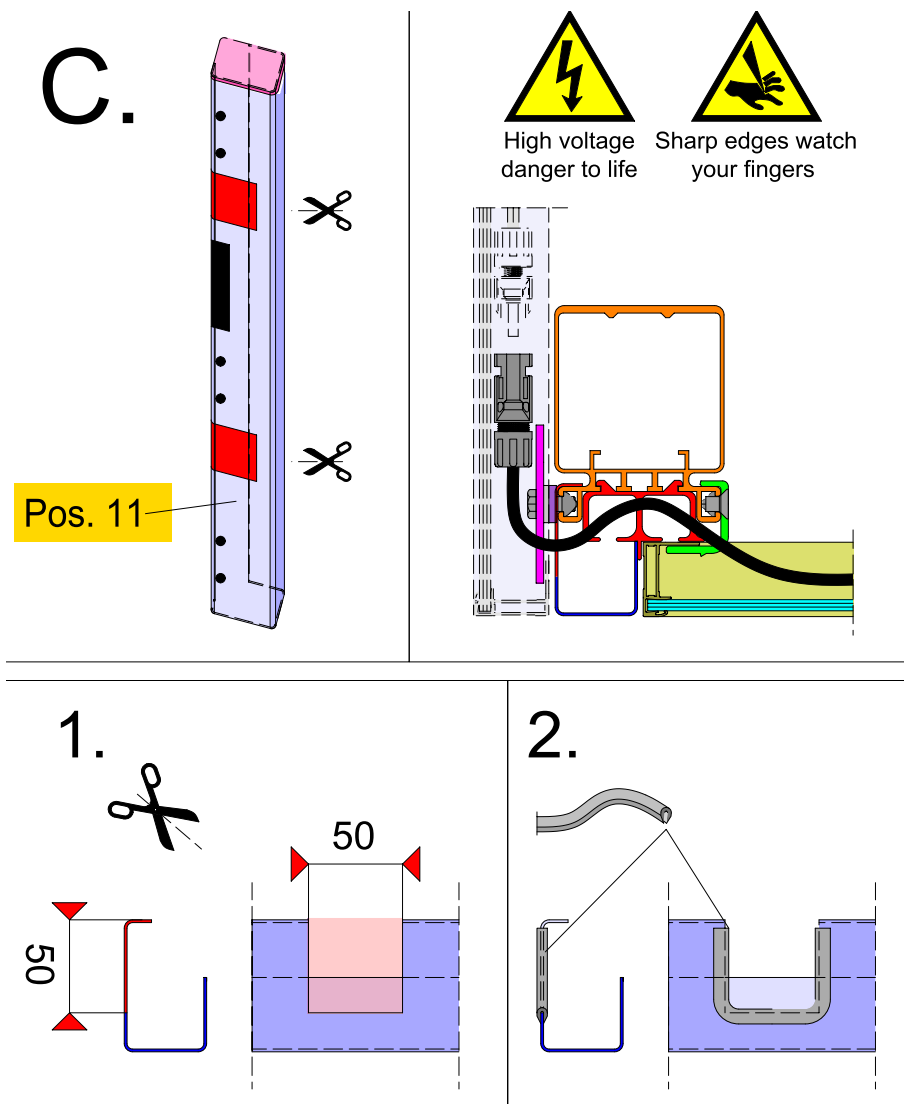 C.
High voltage
danger to life
Sharp edges watch
your fingers
Pos. 11
1.
50
50
2.